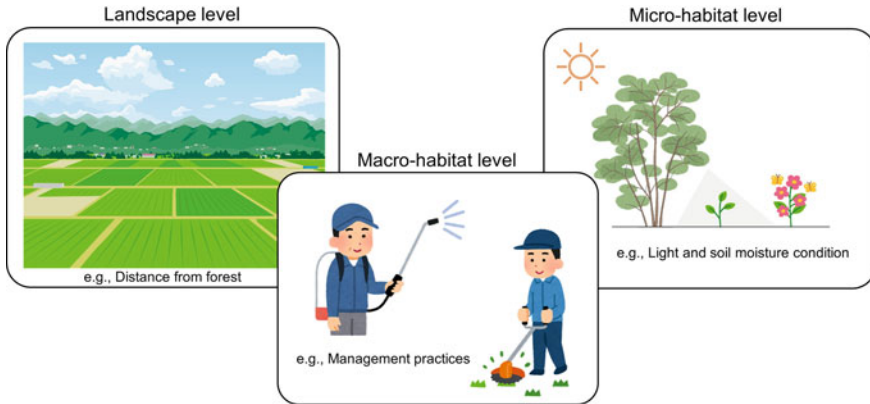 Landscape level
e.g., Distance from forest
Macro-habitat level
e.g., Management practices
Micro-habitat level
e.g., Light and soil moisture condition